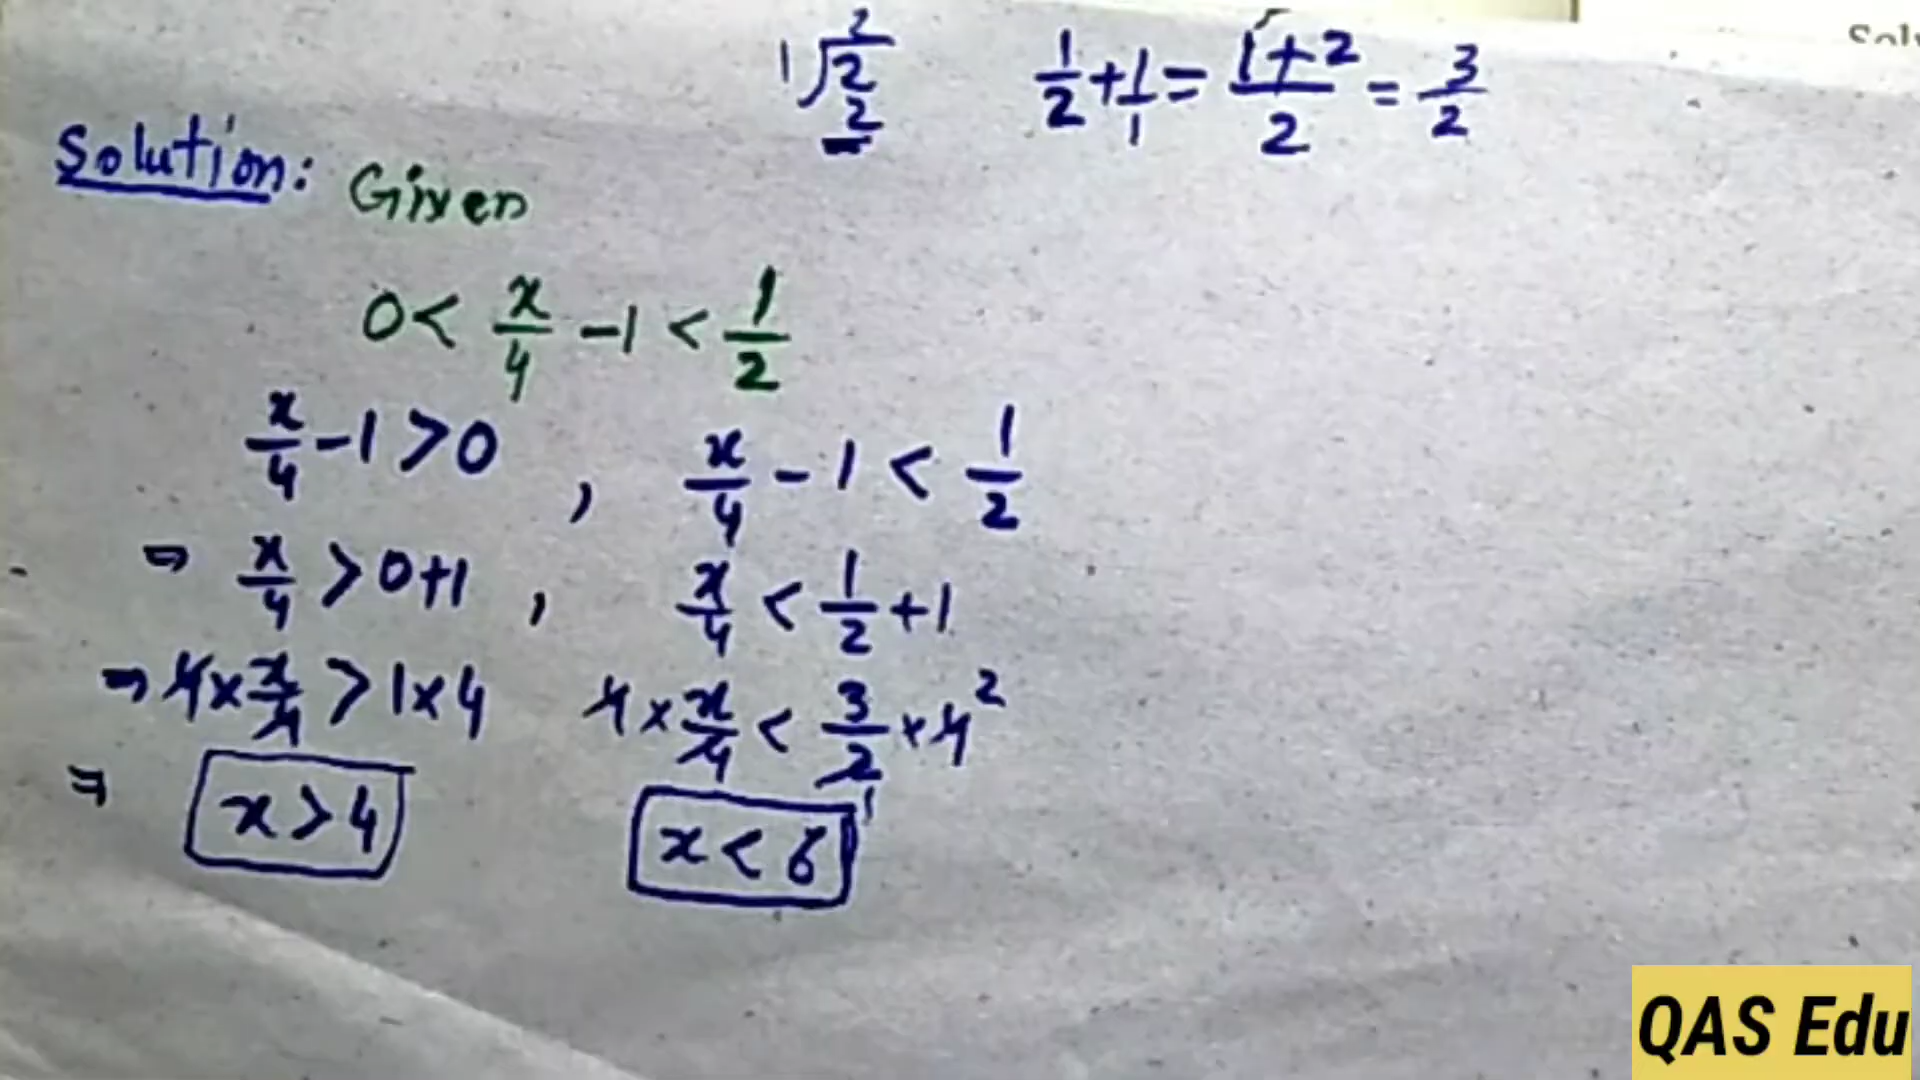 2
1√2
2
1/2 + 1/1 = 1+2/2 = 3/2
Solution: Given
0 < x/4 - 1 < 1/2
x/4 - 1 > 0 , x/4 - 1 < 1/2
⇒ x/4 > 0+1 , x/4 < 1/2 + 1
⇒ 4 × x/4 > 1 × 4 4 × x/4 < 3/2 × 4 2
1
⇒ x > 4 x < 6
QAS Edu